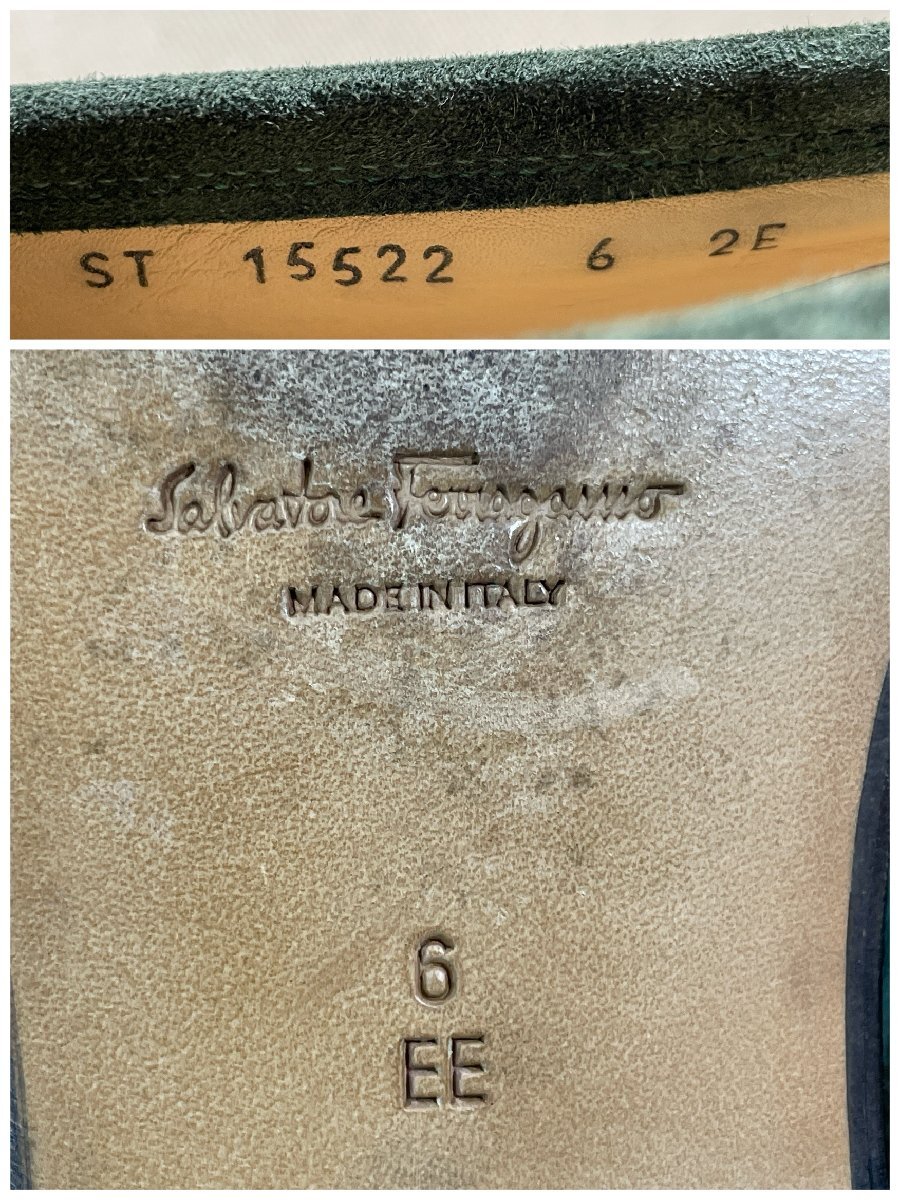 ST 15522 6 2E
Salvatore Ferragamo
MADE IN ITALY
6
EE